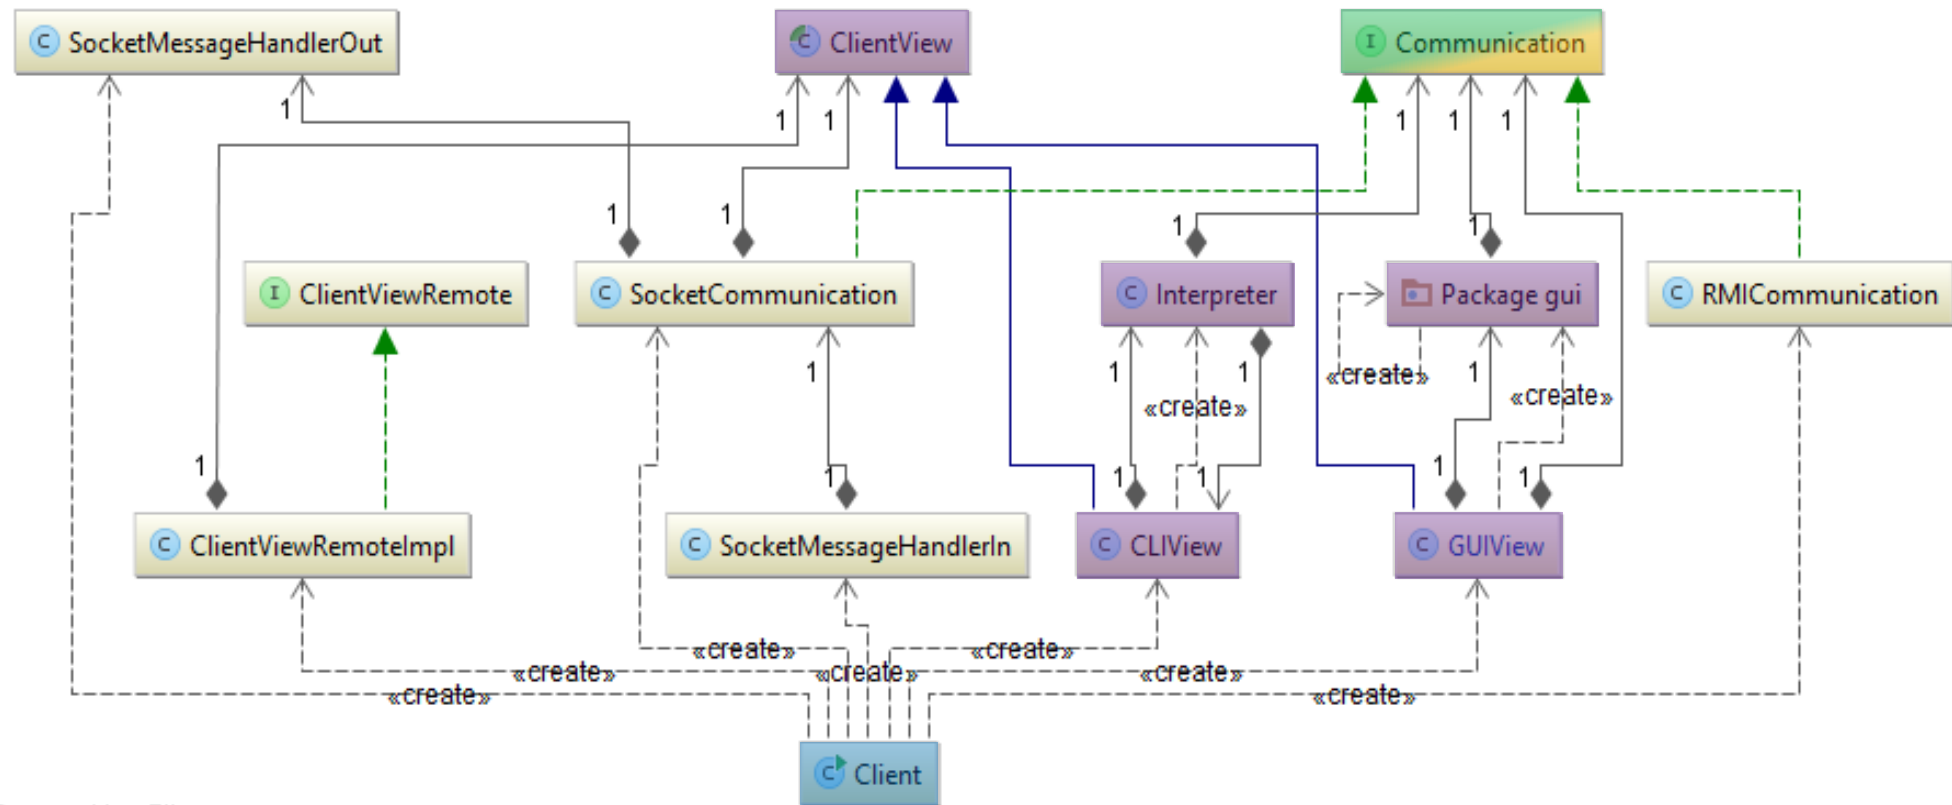 C SocketMessageHandlerOut
C ClientView
I Communication
1
1
1
1
1
1
1
1
1
1
I ClientViewRemote
C SocketCommunication
C Interpreter
Package gui
C RMICommunication
1
1
1
1
«create»
«create»
«create»
1
1
1
1
1
C ClientViewRemoteImpl
C SocketMessageHandlerIn
C CLIView
C GUIView
«create»
«create»
«create»
«create»
«create»
«create»
«create»
C Client